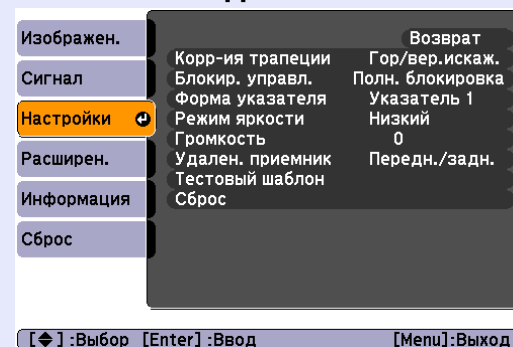 Изображен.
Сигнал
Настройки
Расширен.
Информация
Сброс
Возврат
Корр-ия трапеции Гор/вер.искаж.
Блокир. управл. Полн. блокировка
Форма указателя Указатель 1
Режим яркости Низкий
Громкость 0
Удален. приемник Передн./задн.
Тестовый шаблон
Сброс
[◆] :Выбор [Enter] :Ввод [Menu]:Выход